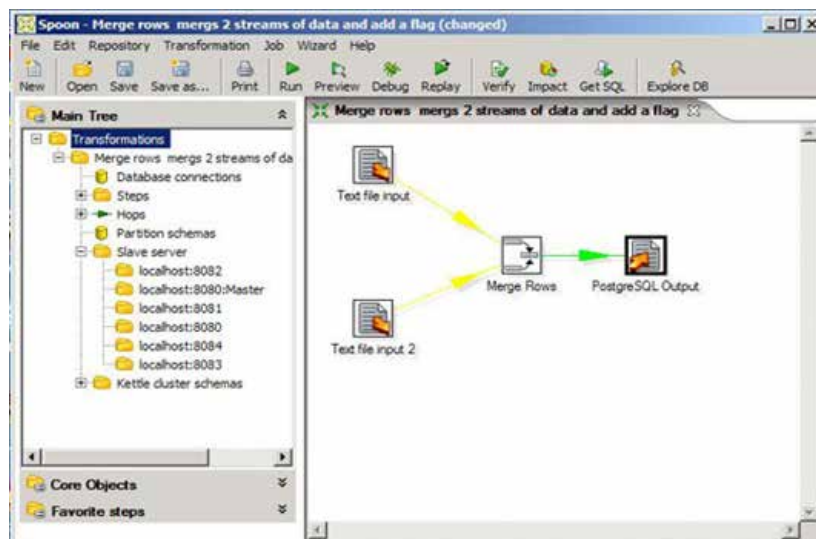 Spoon - Merge rows mergs 2 streams of data and add a flag (changed)
File Edit Repository Transformation Job Wizard Help
New Open Save Save as... Print Run Preview Debug Replay Verify Impact Get SQL Explore DB
Main Tree
Transformations
Merge rows mergs 2 streams of da
Database connections
Steps
Hops
Partition schemas
Slave server
localhost:8082
localhost:8080:Master
localhost:8081
localhost:8080
localhost:8084
localhost:8083
Kettle cluster schemas
Core Objects
Favorite steps
Merge rows mergs 2 streams of data and add a flag
Text file input
Merge Rows
PostgreSQL Output
Text file input 2